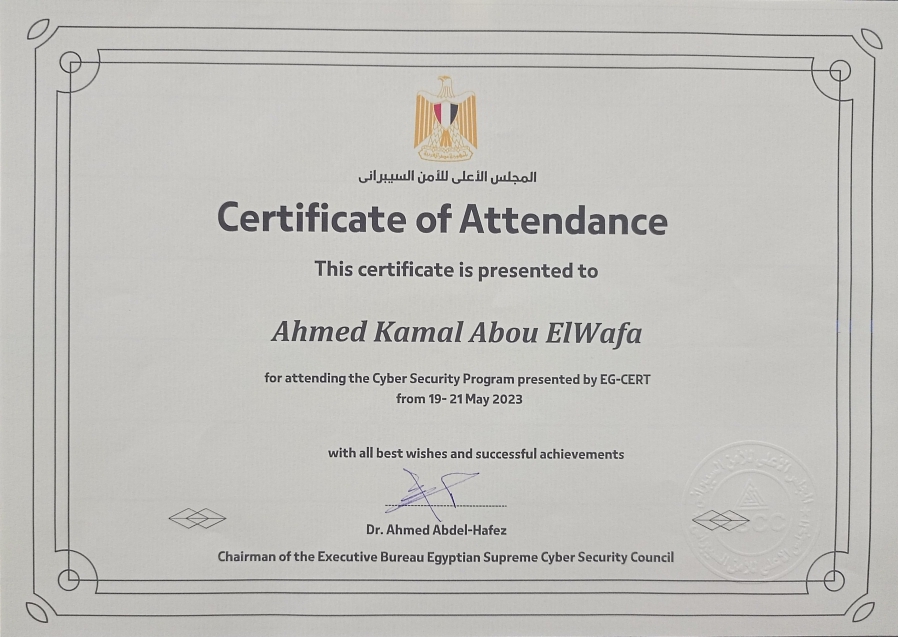 المجلس الأعلى للأمن السيبرانى
Certificate of Attendance
This certificate is presented to
Ahmed Kamal Abou ElWafa
for attending the Cyber Security Program presented by EG-CERT
from 19- 21 May 2023
with all best wishes and successful achievements
Dr. Ahmed Abdel-Hafez
Chairman of the Executive Bureau Egyptian Supreme Cyber Security Council